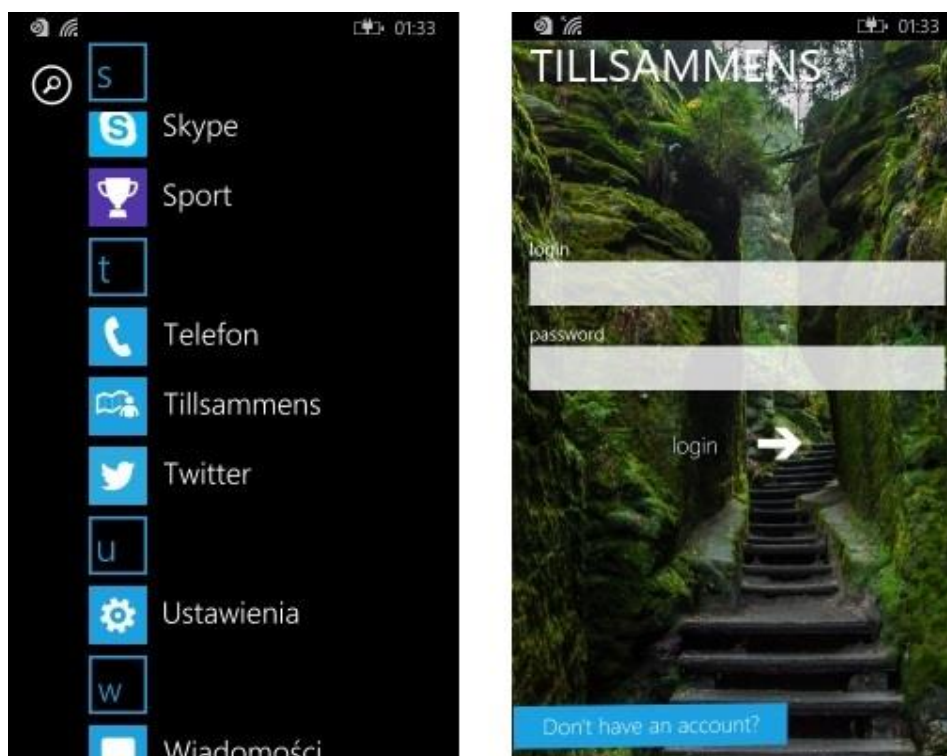 01:33
s
Skype
Sport
t
Telefon
Tillsammens
Twitter
u
Ustawienia
w
Wiadomości
01:33
TILLSAMMENS
login
password
login
Don't have an account?